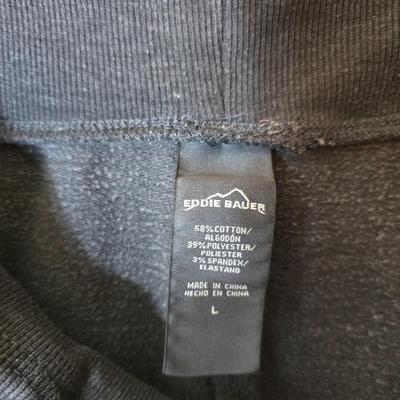 EDDIE BAUER
58% COTTON/
ALGODÓN
39% POLYESTER/
POLIESTER
3% SPANDEX/
ELASTANO
MADE IN CHINA
HECHO EN CHINA
L